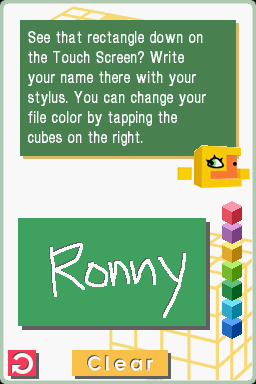 See that rectangle down on
the Touch Screen? Write
your name there with your
stylus. You can change your
file color by tapping the
cubes on the right.
Ronny
Clear